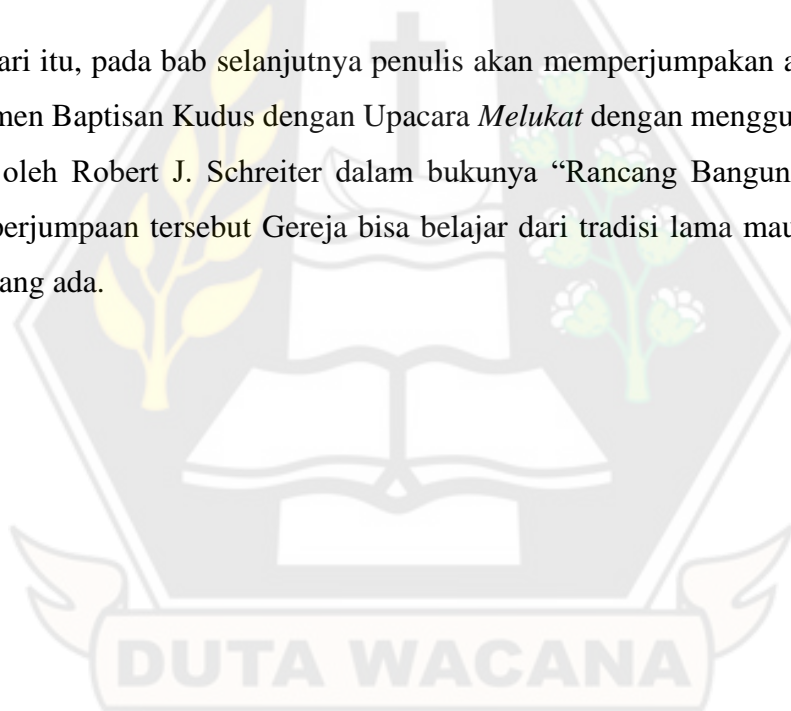 ari itu, pada bab selanjutnya penulis akan memperjumpakan a
men Baptisan Kudus dengan Upacara Melukat dengan menggu
oleh Robert J. Schreiter dalam bukunya “Rancang Bangun
perjumpaan tersebut Gereja bisa belajar dari tradisi lama mau
ang ada.
DUTA WACANA